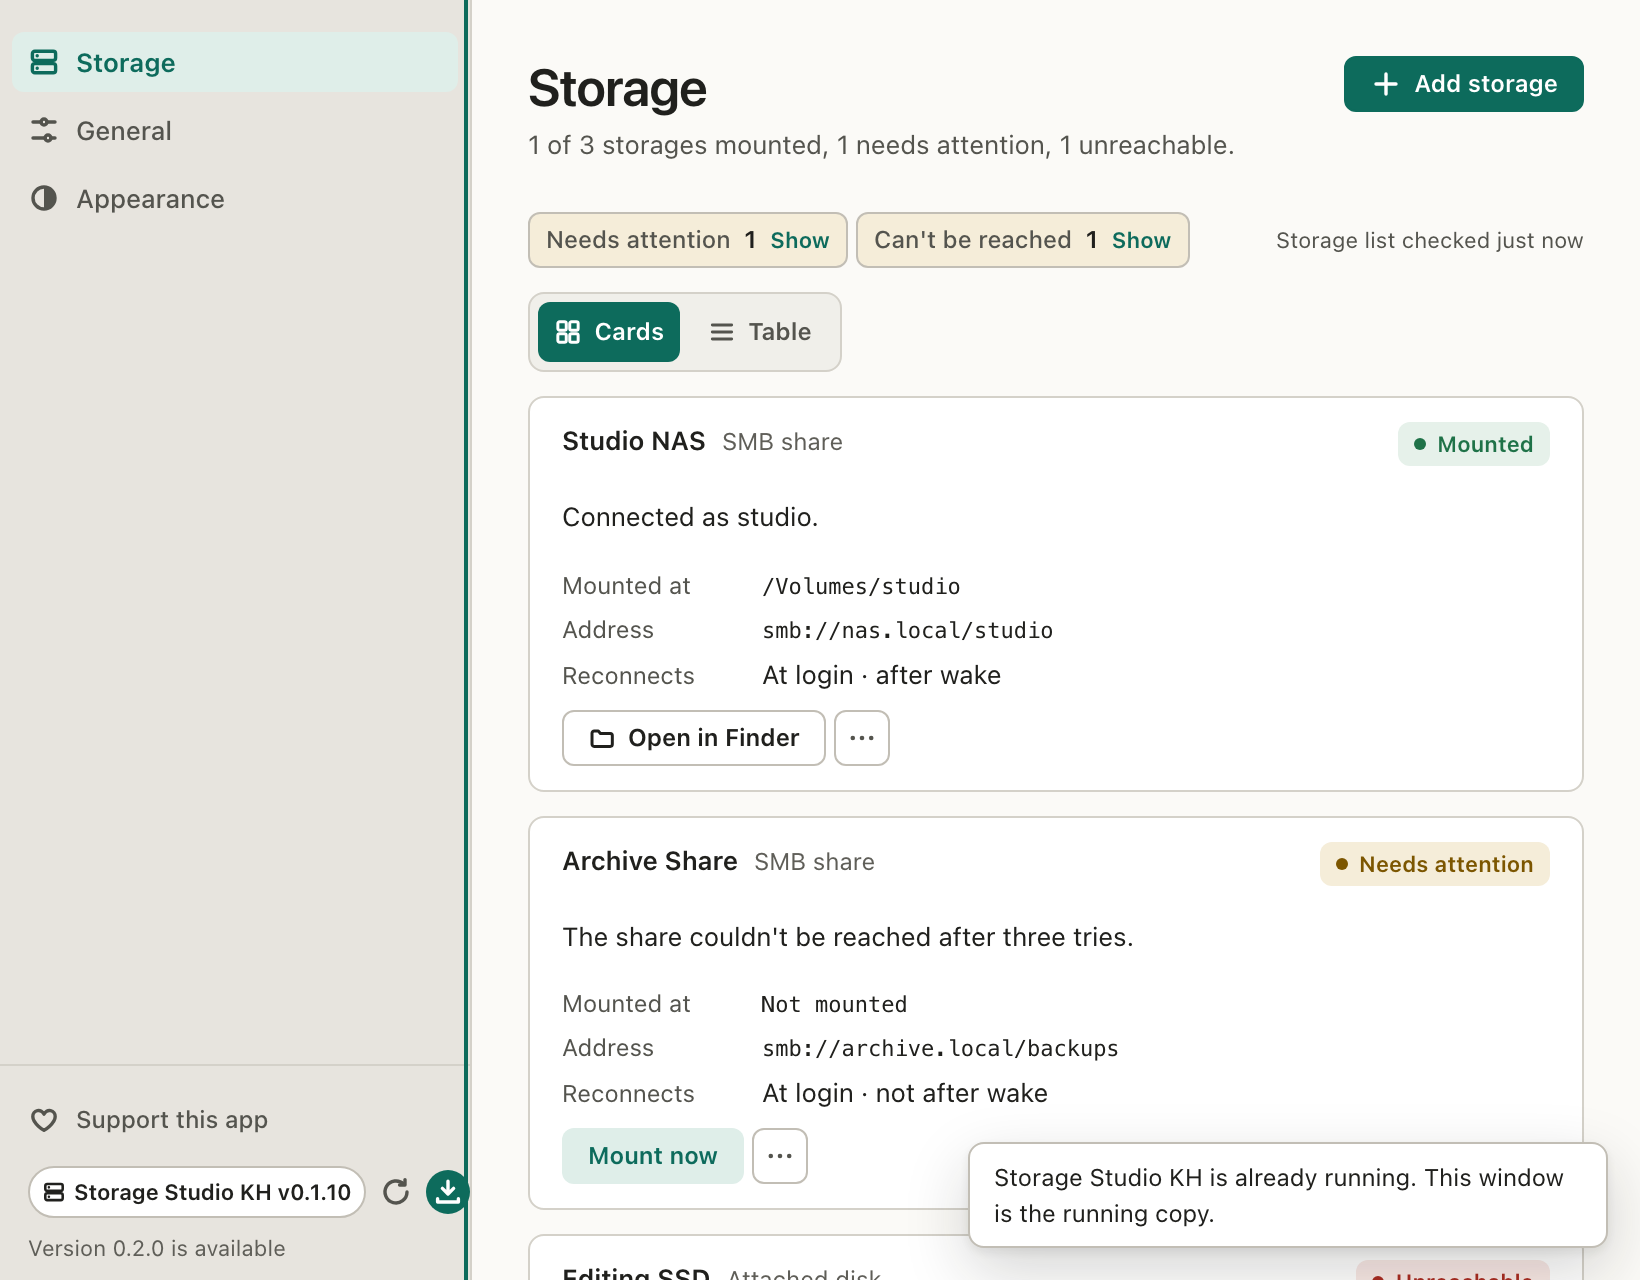 Storage
General
Appearance
Support this app
Storage Studio KH v0.1.10
Version 0.2.0 is available
Storage
Add storage
1 of 3 storages mounted, 1 needs attention, 1 unreachable.
Needs attention 1 Show
Can't be reached 1 Show
Storage list checked just now
Cards
Table
Studio NAS SMB share
Mounted
Connected as studio.
Mounted at /Volumes/studio
Address smb://nas.local/studio
Reconnects At login · after wake
Open in Finder
Archive Share SMB share
Needs attention
The share couldn't be reached after three tries.
Mounted at Not mounted
Address smb://archive.local/backups
Reconnects At login · not after wake
Mount now
Storage Studio KH is already running. This window
is the running copy.
Editing SSD Attached disk
Unreachable